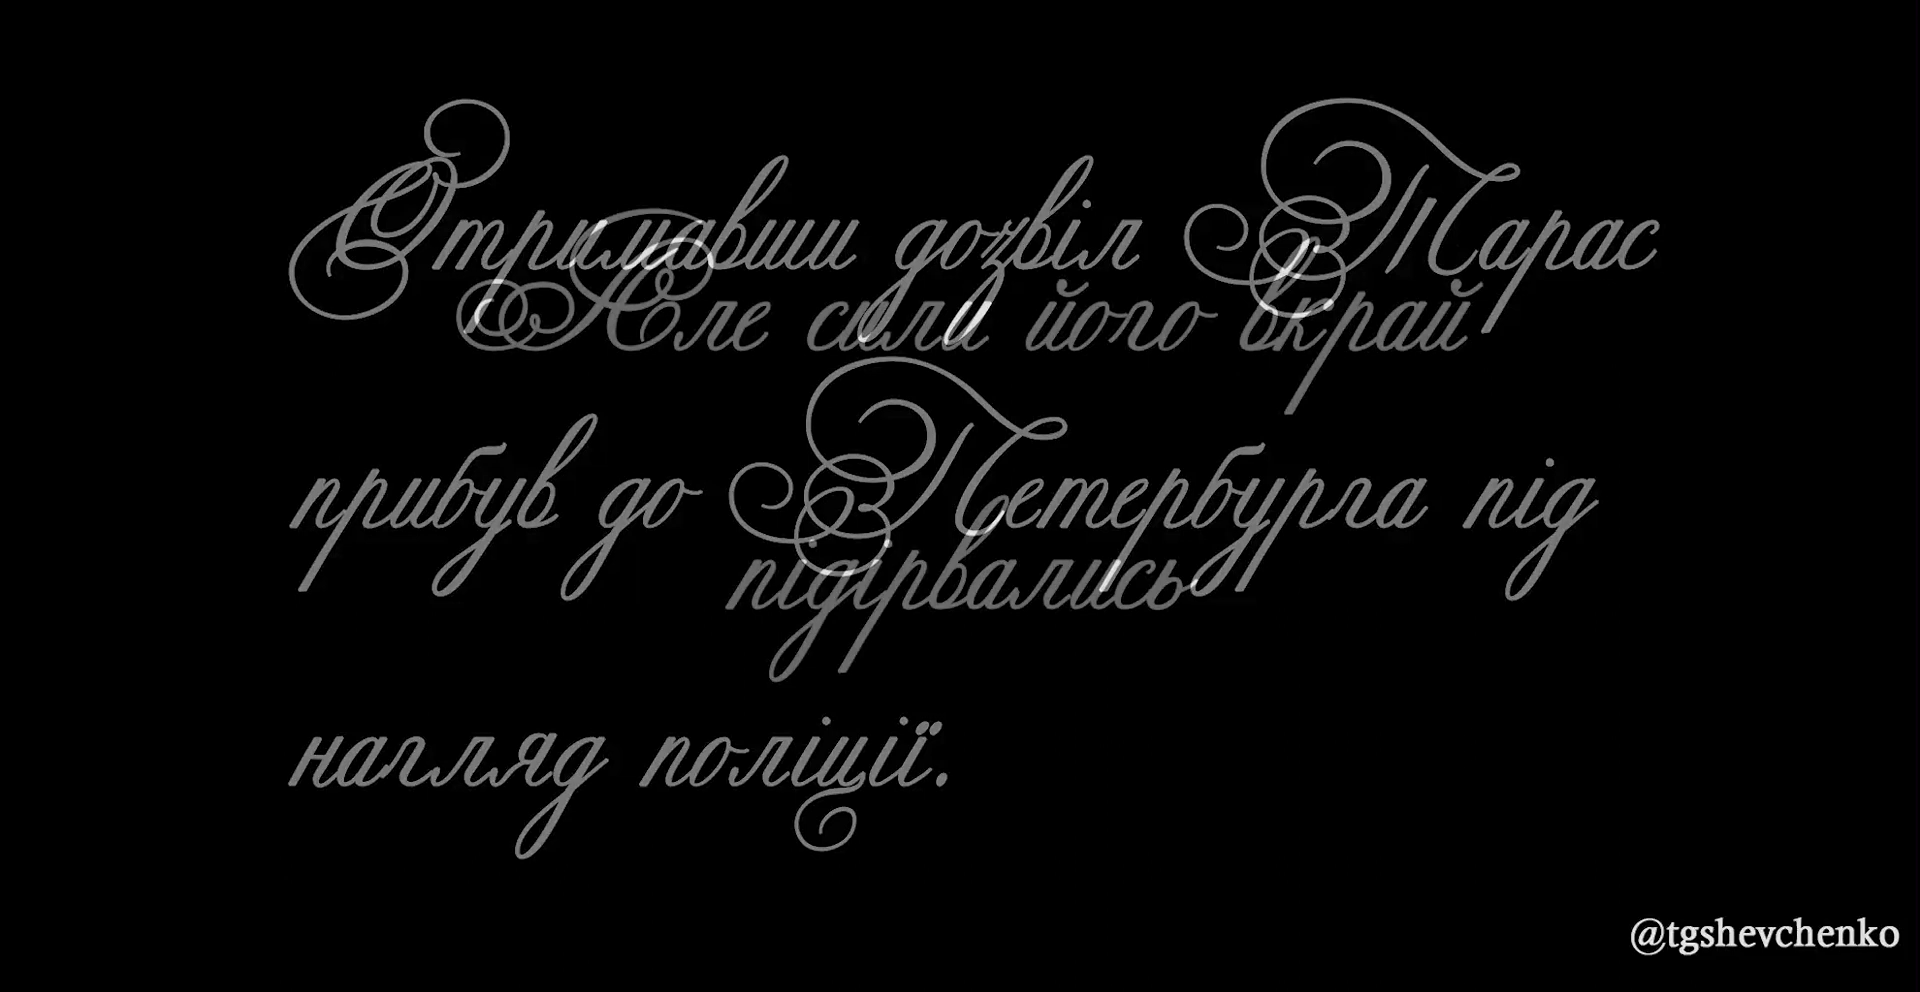 Отримавши дозвіл Тарас
Але сили його вкрай
прибув до Петербурга під
підірвались
нагляд поліції.
@tgshevchenko